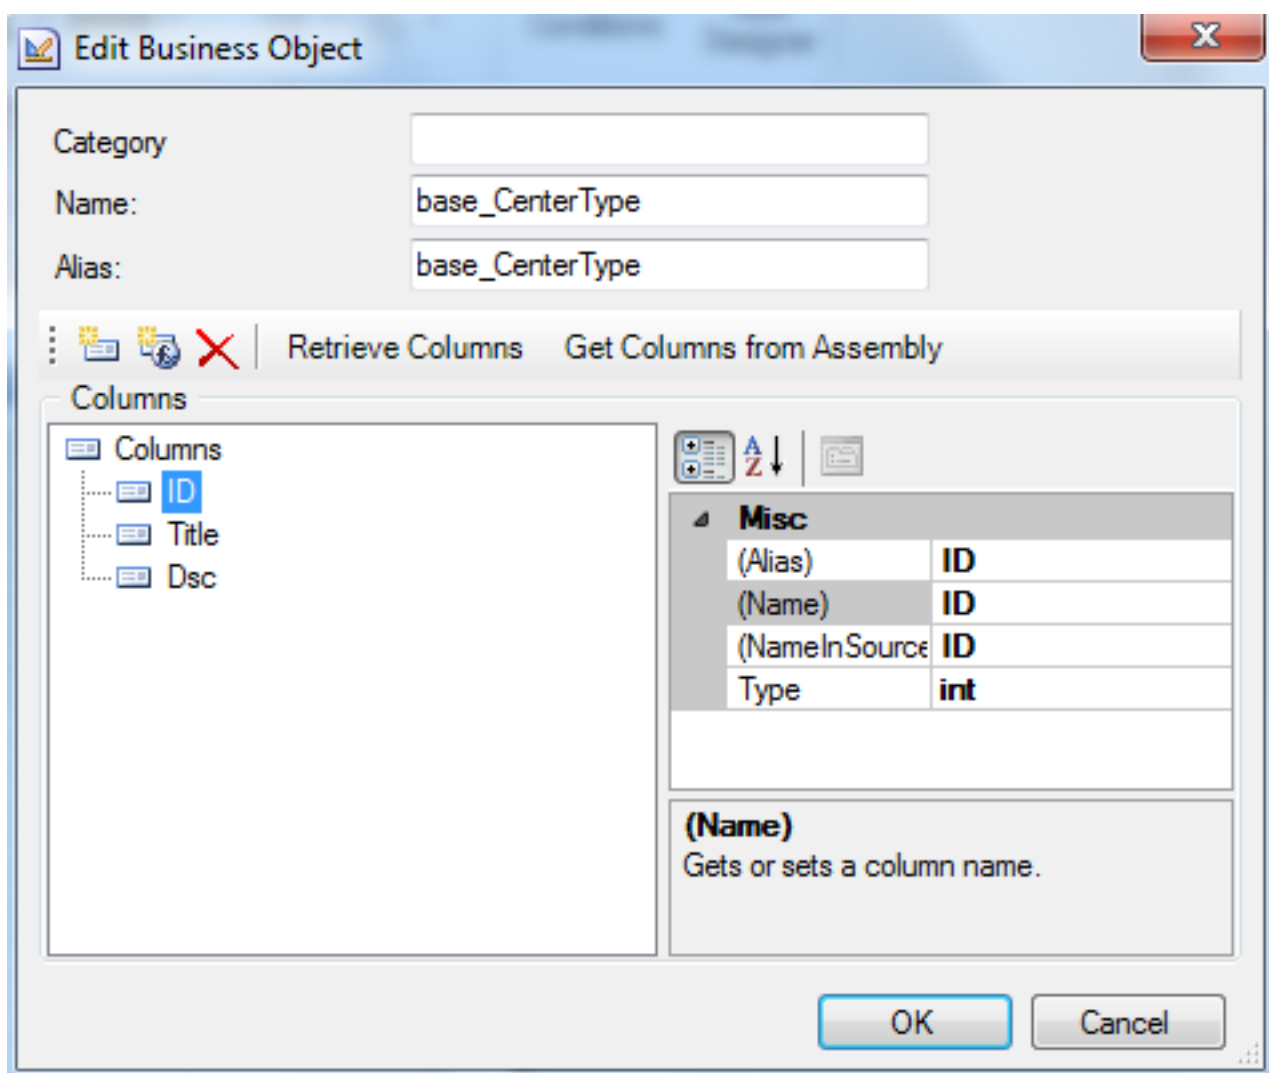 Edit Business Object
Category
Name: base_CenterType
Alias: base_CenterType
Retrieve Columns Get Columns from Assembly
Columns
Columns
ID
Title
Dsc
Misc
(Alias) ID
(Name) ID
(NameInSource ID
Type int
(Name)
Gets or sets a column name.
OK Cancel